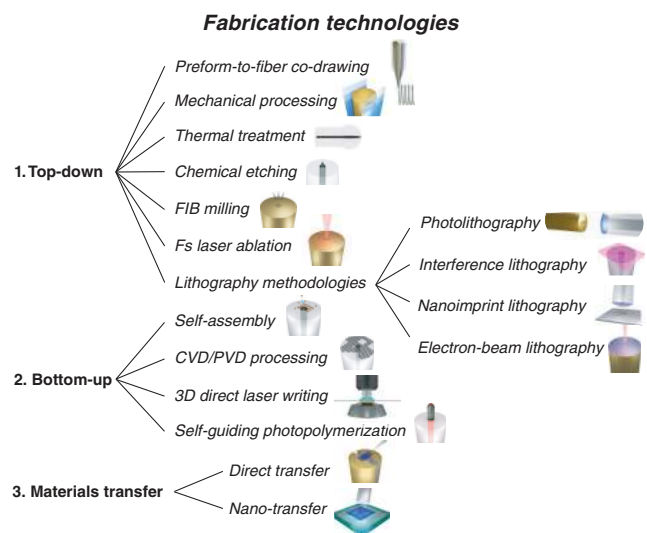 Fabrication technologies
1. Top-down
Preform-to-fiber co-drawing
Mechanical processing
Thermal treatment
Chemical etching
FIB milling
Fs laser ablation
Lithography methodologies
Photolithography
Interference lithography
Nanoimprint lithography
Electron-beam lithography
2. Bottom-up
Self-assembly
CVD/PVD processing
3D direct laser writing
Self-guiding photopolymerization
3. Materials transfer
Direct transfer
Nano-transfer